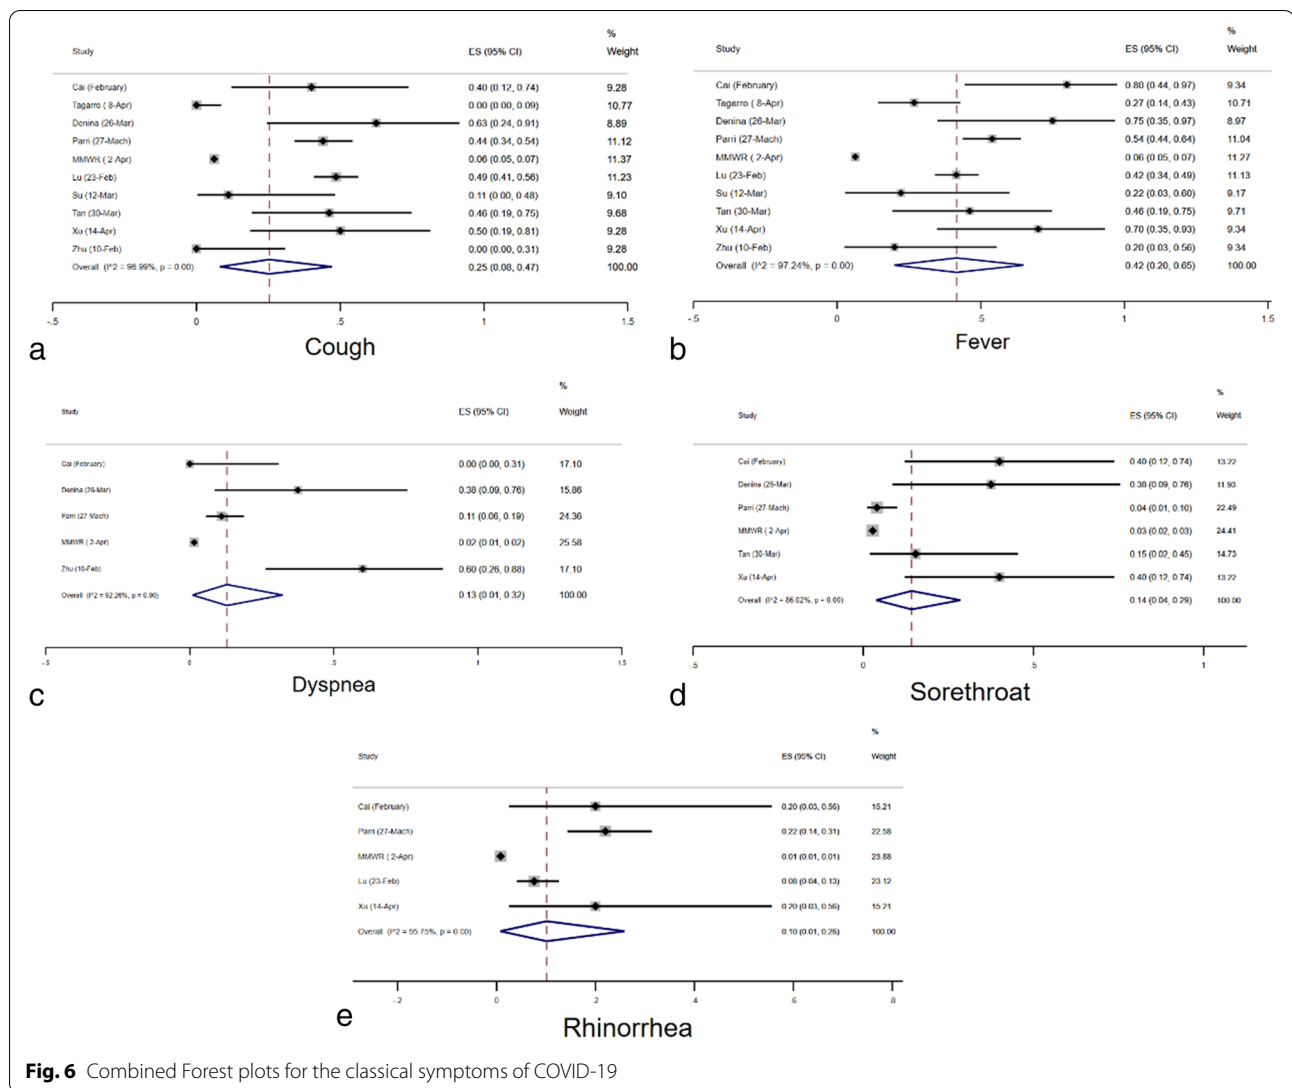 %
Study ES (95% CI) Weight
Cai (February) 0.40 (0.12, 0.74) 9.28
Tagarro ( 8-Apr) 0.00 (0.00, 0.09) 10.77
Denina (26-Mar) 0.63 (0.24, 0.91) 8.89
Parri (27-Mach) 0.44 (0.34, 0.54) 11.12
MMWR ( 2-Apr) 0.06 (0.05, 0.07) 11.37
Lu (23-Feb) 0.49 (0.41, 0.56) 11.23
Su (12-Mar) 0.11 (0.00, 0.48) 9.10
Tan (30-Mar) 0.46 (0.19, 0.75) 9.68
Xu (14-Apr) 0.50 (0.19, 0.81) 9.28
Zhu (10-Feb) 0.00 (0.00, 0.31) 9.28
Overall (I^2 = 96.99%, p = 0.00) 0.25 (0.08, 0.47) 100.00
-.5 0 .5 1 1.5
a Cough
%
Study ES (95% CI) Weight
Cai (February) 0.80 (0.44, 0.97) 9.34
Tagarro ( 8-Apr) 0.27 (0.14, 0.43) 10.71
Denina (26-Mar) 0.75 (0.35, 0.97) 8.97
Parri (27-Mach) 0.54 (0.44, 0.64) 11.04
MMWR ( 2-Apr) 0.06 (0.05, 0.07) 11.27
Lu (23-Feb) 0.42 (0.34, 0.49) 11.13
Su (12-Mar) 0.22 (0.03, 0.60) 9.17
Tan (30-Mar) 0.46 (0.19, 0.75) 9.71
Xu (14-Apr) 0.70 (0.35, 0.93) 9.34
Zhu (10-Feb) 0.20 (0.03, 0.56) 9.34
Overall (I^2 = 97.24%, p = 0.00) 0.42 (0.20, 0.65) 100.00
-.5 0 .5 1 1.5
b Fever
%
Study ES (95% CI) Weight
Cai (February) 0.00 (0.00, 0.31) 17.10
Denina (26-Mar) 0.38 (0.09, 0.76) 15.86
Parri (27-Mach) 0.11 (0.06, 0.19) 24.36
MMWR ( 2-Apr) 0.02 (0.01, 0.02) 25.58
Zhu (10-Feb) 0.60 (0.26, 0.88) 17.10
Overall (I^2 = 92.26%, p = 0.00) 0.13 (0.01, 0.32) 100.00
-.5 0 .5 1 1.5
c Dyspnea
%
Study ES (95% CI) Weight
Cai (February) 0.40 (0.12, 0.74) 13.22
Denina (26-Mar) 0.38 (0.09, 0.76) 11.93
Parri (27-Mach) 0.04 (0.01, 0.10) 22.49
MMWR ( 2-Apr) 0.03 (0.02, 0.03) 24.41
Tan (30-Mar) 0.15 (0.02, 0.45) 14.73
Xu (14-Apr) 0.40 (0.12, 0.74) 13.22
Overall (I^2 = 86.02%, p = 0.00) 0.14 (0.04, 0.29) 100.00
-.5 0 .5 1
d Sorethroat
%
Study ES (95% CI) Weight
Cai (February) 0.20 (0.03, 0.56) 15.21
Parri (27-Mach) 0.22 (0.14, 0.31) 22.58
MMWR ( 2-Apr) 0.01 (0.01, 0.01) 23.88
Lu (23-Feb) 0.08 (0.04, 0.13) 23.12
Xu (14-Apr) 0.20 (0.03, 0.56) 15.21
Overall (I^2 = 95.75%, p = 0.00) 0.10 (0.01, 0.26) 100.00
-.2 0 .2 .4 .6 .8
e Rhinorrhea
Fig. 6 Combined Forest plots for the classical symptoms of COVID-19